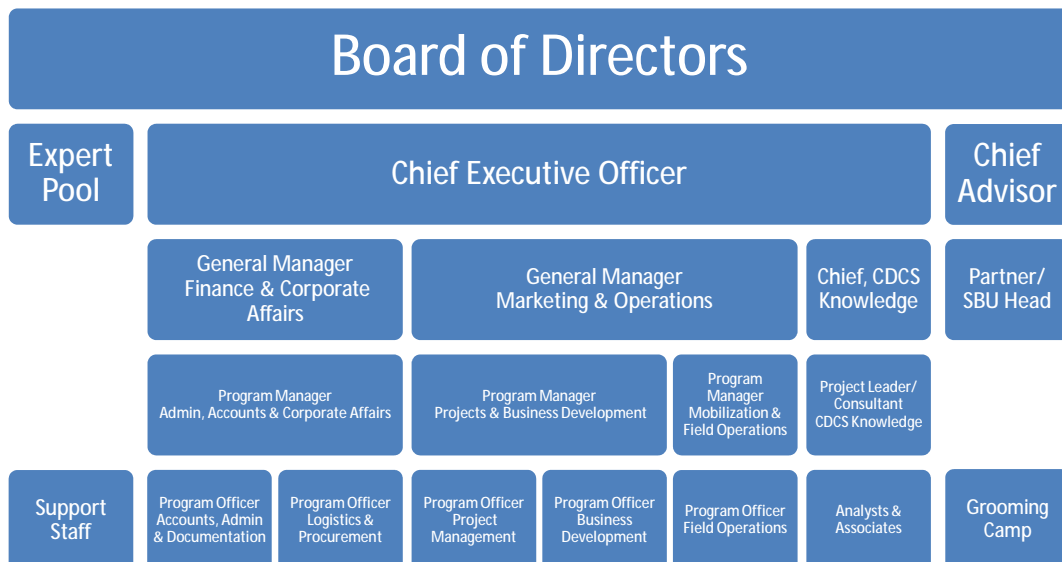 Board of Directors
Expert
Pool
Chief Executive Officer
Chief
Advisor
General Manager
Finance & Corporate
Affairs
General Manager
Marketing & Operations
Chief, CDCS
Knowledge
Partner/
SBU Head
Program Manager
Admin, Accounts & Corporate Affairs
Program Manager
Projects & Business Development
Program
Manager
Mobilization &
Field Operations
Project Leader/
Consultant
CDCS Knowledge
Support
Staff
Program Officer
Accounts, Admin
& Documentation
Program Officer
Logistics &
Procurement
Program Officer
Project
Management
Program Officer
Business
Development
Program Officer
Field Operations
Analysts &
Associates
Grooming
Camp